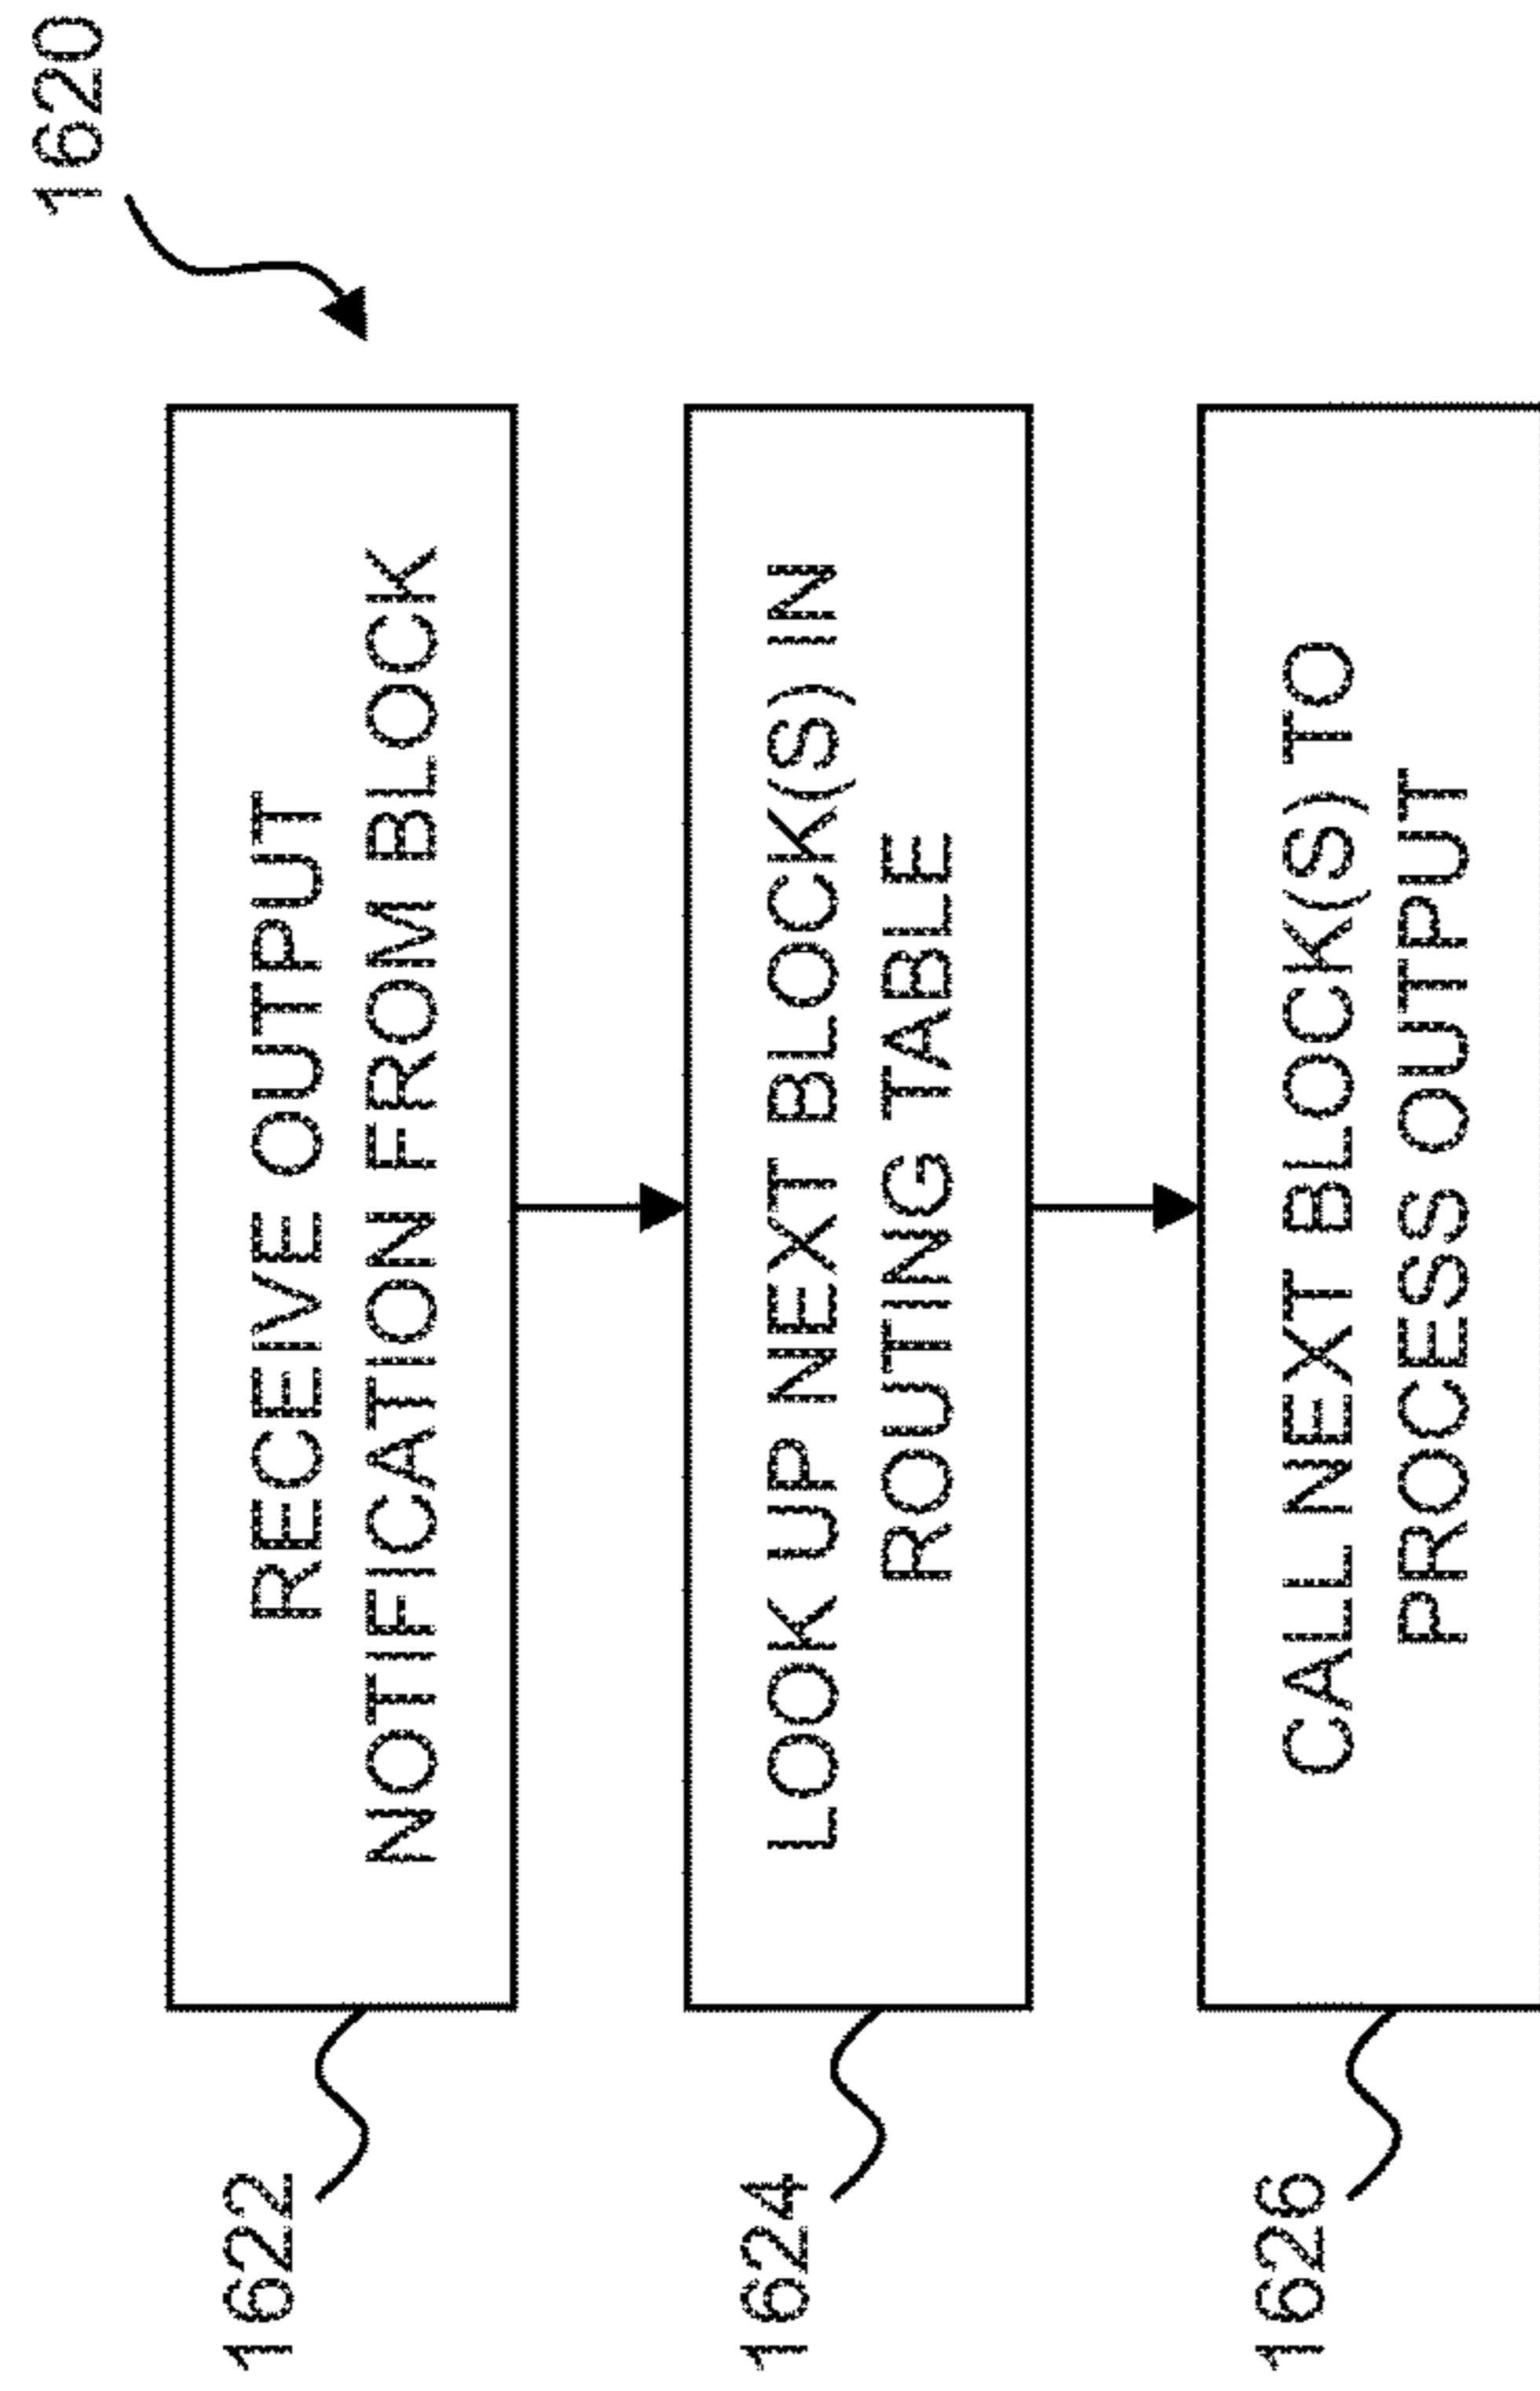 1620
1622
RECEIVE OUTPUT
NOTIFICATION FROM BLOCK
1624
LOOK UP NEXT BLOCK(S) IN
ROUTING TABLE
1626
CALL NEXT BLOCK(S) TO
PROCESS OUTPUT